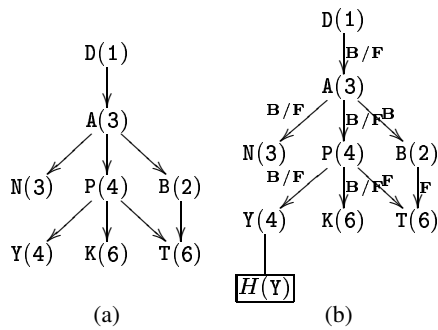 D(1)
A(3)
N(3) P(4) B(2)
Y(4) K(6) T(6)
(a)
D(1)
B/F
A(3)
B/F B/F B
N(3) P(4) B(2)
B/F B/F F F
Y(4) K(6) T(6)
H(Y)
(b)